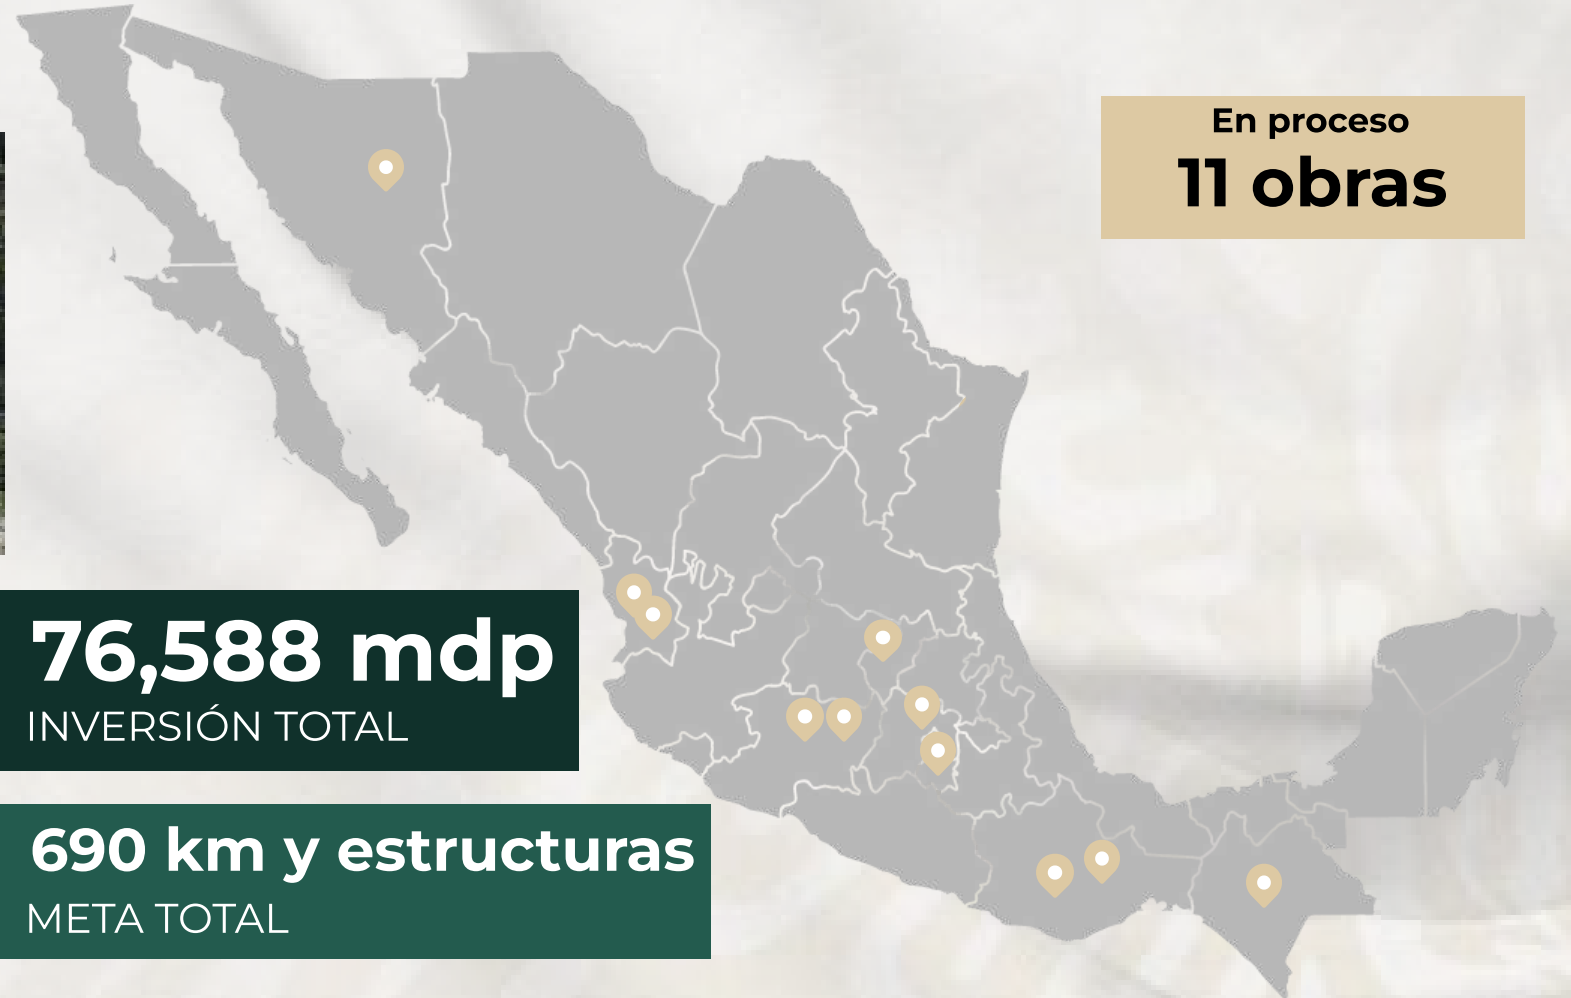 En proceso
11 obras
76,588 mdp
INVERSIÓN TOTAL
690 km y estructuras
META TOTAL